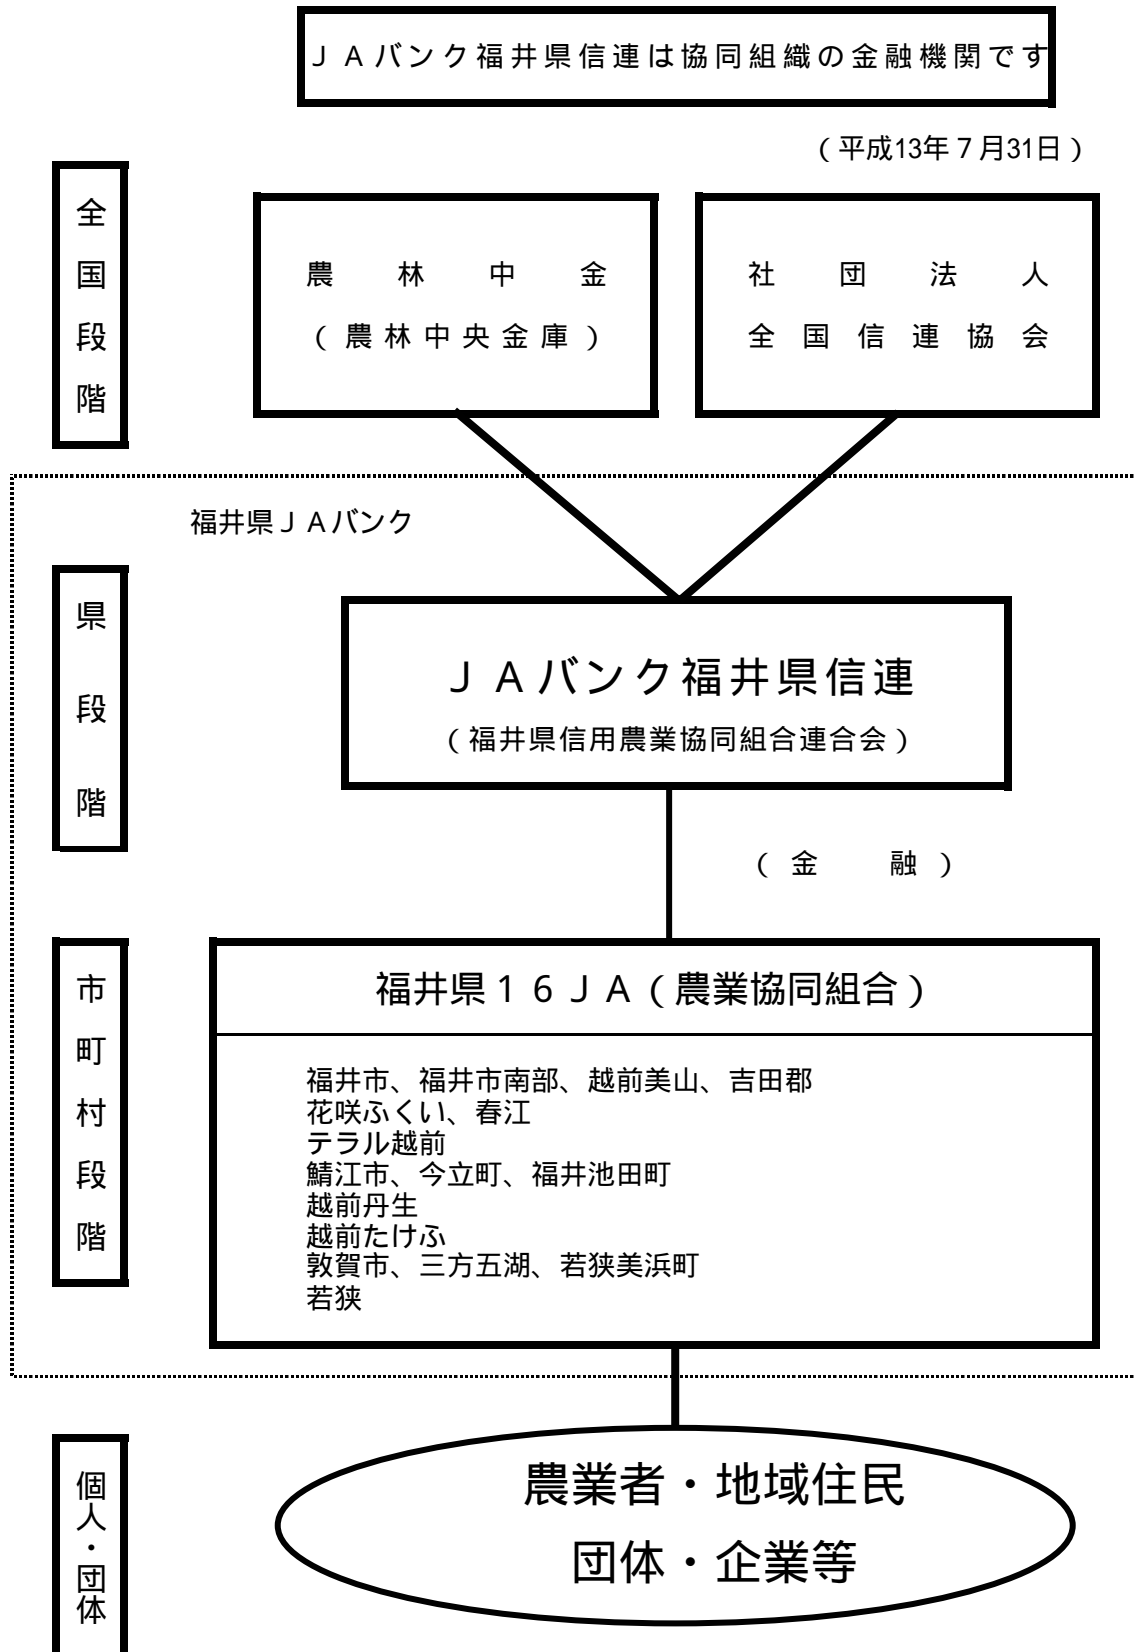 ＪＡバンク福井県信連は協同組織の金融機関です
（平成13年７月31日）
全国段階
農林中金
（農林中央金庫）
社団法人
全国信連協会
福井県ＪＡバンク
県段階
ＪＡバンク福井県信連
（福井県信用農業協同組合連合会）
（金　融）
市町村段階
福井県１６ＪＡ（農業協同組合）
福井市、福井市南部、越前美山、吉田郡
花咲ふくい、春江
テラル越前
鯖江市、今立町、福井池田町
越前丹生
越前たけふ
敦賀市、三方五湖、若狭美浜町
若狭
個人・団体
農業者・地域住民
団体・企業等